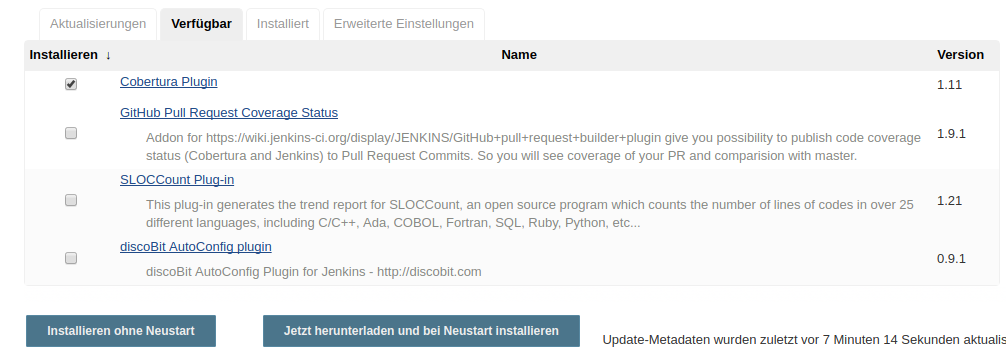 Aktualisierungen Verfügbar Installiert Erweiterte Einstellungen
Installieren ↓ Name Version
Cobertura Plugin 1.11
GitHub Pull Request Coverage Status
Addon for https://wiki.jenkins-ci.org/display/JENKINS/GitHub+pull+request+builder+plugin give you possibility to publish code coverage
1.9.1
status (Cobertura and Jenkins) to Pull Request Commits. So you will see coverage of your PR and comparision with master.
SLOCCount Plug-in
This plug-in generates the trend report for SLOCCount, an open source program which counts the number of lines of codes in over 25
1.21
different languages, including C/C++, Ada, COBOL, Fortran, SQL, Ruby, Python, etc...
discoBit AutoConfig plugin
0.9.1
discoBit AutoConfig Plugin for Jenkins - http://discobit.com
Installieren ohne Neustart Jetzt herunterladen und bei Neustart installieren
Update-Metadaten wurden zuletzt vor 7 Minuten 14 Sekunden aktualis